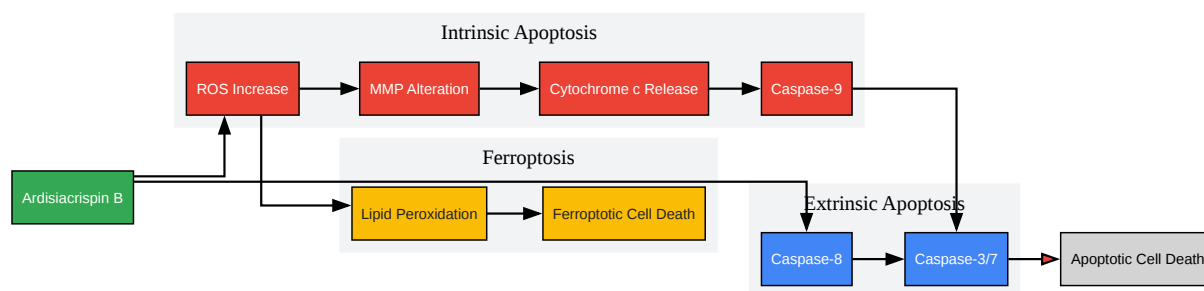 Intrinsic Apoptosis
ROS Increase
MMP Alteration
Cytochrome c Release
Caspase-9
Ferroptosis
Ardisiacrispin B
Lipid Peroxidation
Ferroptotic Cell Death
Extrinsic Apoptosis
Caspase-8
Caspase-3/7
Apoptotic Cell Death